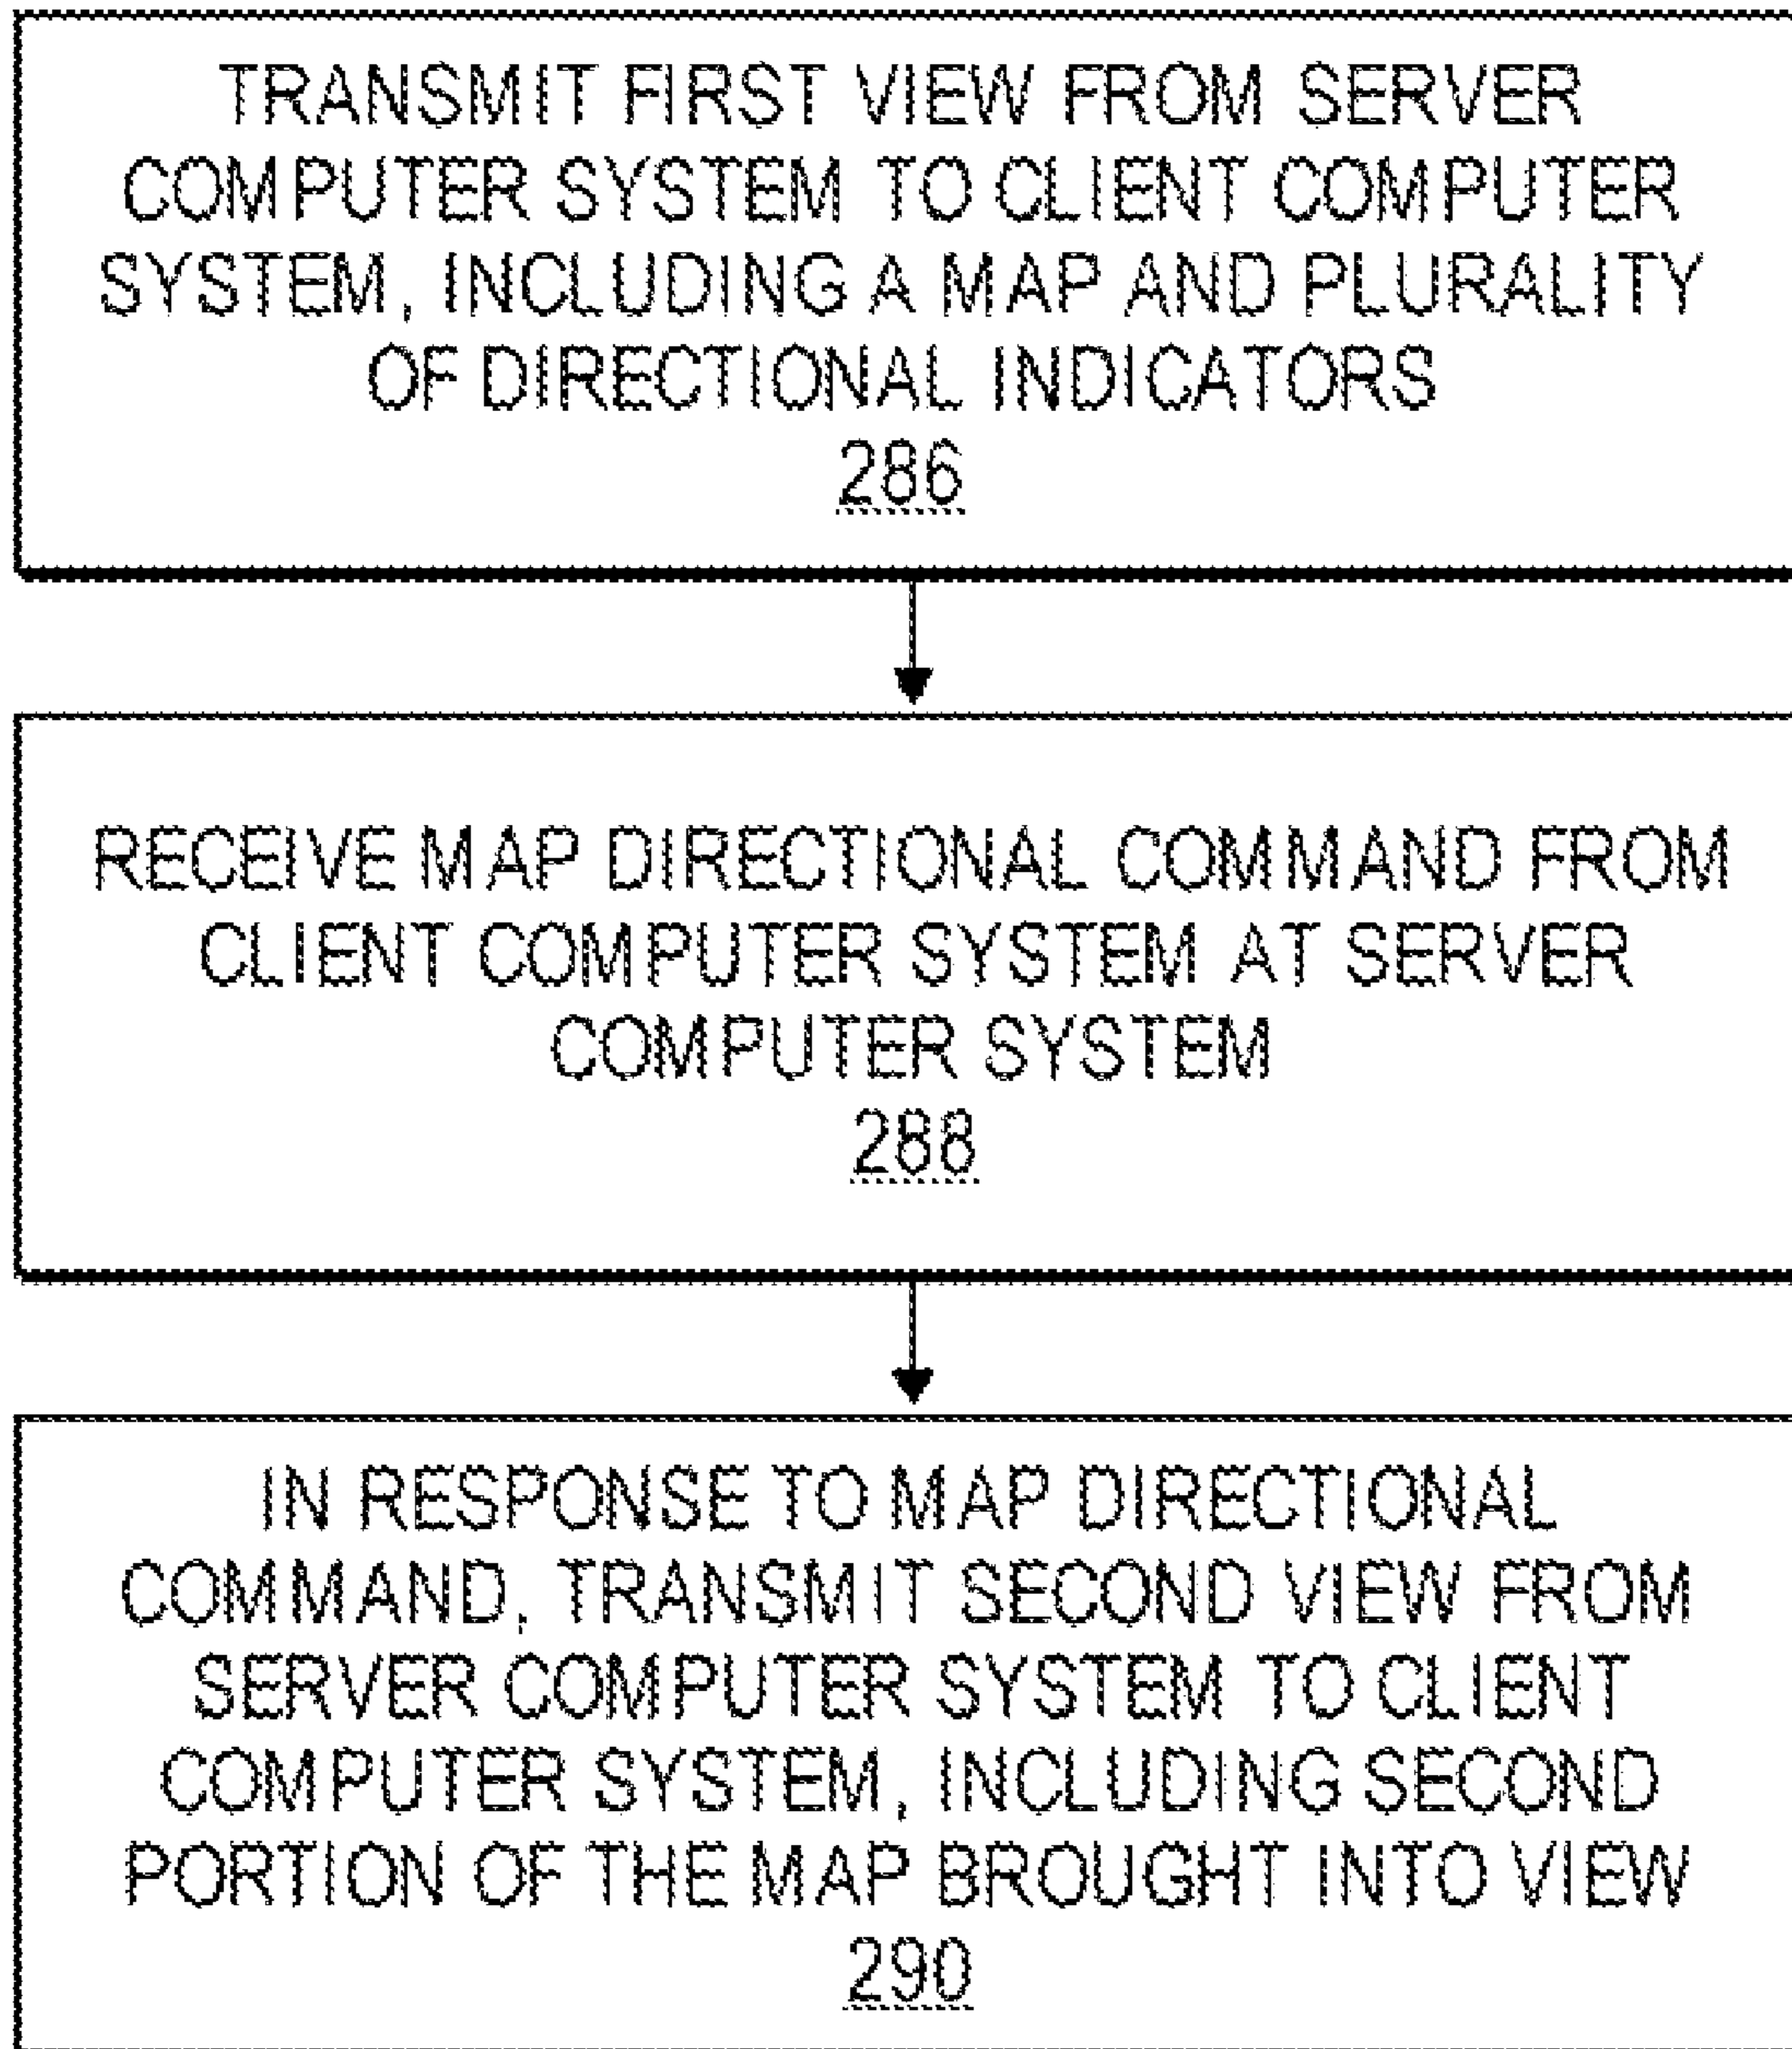 TRANSMIT FIRST VIEW FROM SERVER
COMPUTER SYSTEM TO CLIENT COMPUTER
SYSTEM, INCLUDING A MAP AND PLURALITY
OF DIRECTIONAL INDICATORS
286
RECEIVE MAP DIRECTIONAL COMMAND FROM
CLIENT COMPUTER SYSTEM AT SERVER
COMPUTER SYSTEM
288
IN RESPONSE TO MAP DIRECTIONAL
COMMAND, TRANSMIT SECOND VIEW FROM
SERVER COMPUTER SYSTEM TO CLIENT
COMPUTER SYSTEM, INCLUDING SECOND
PORTION OF THE MAP BROUGHT INTO VIEW
290